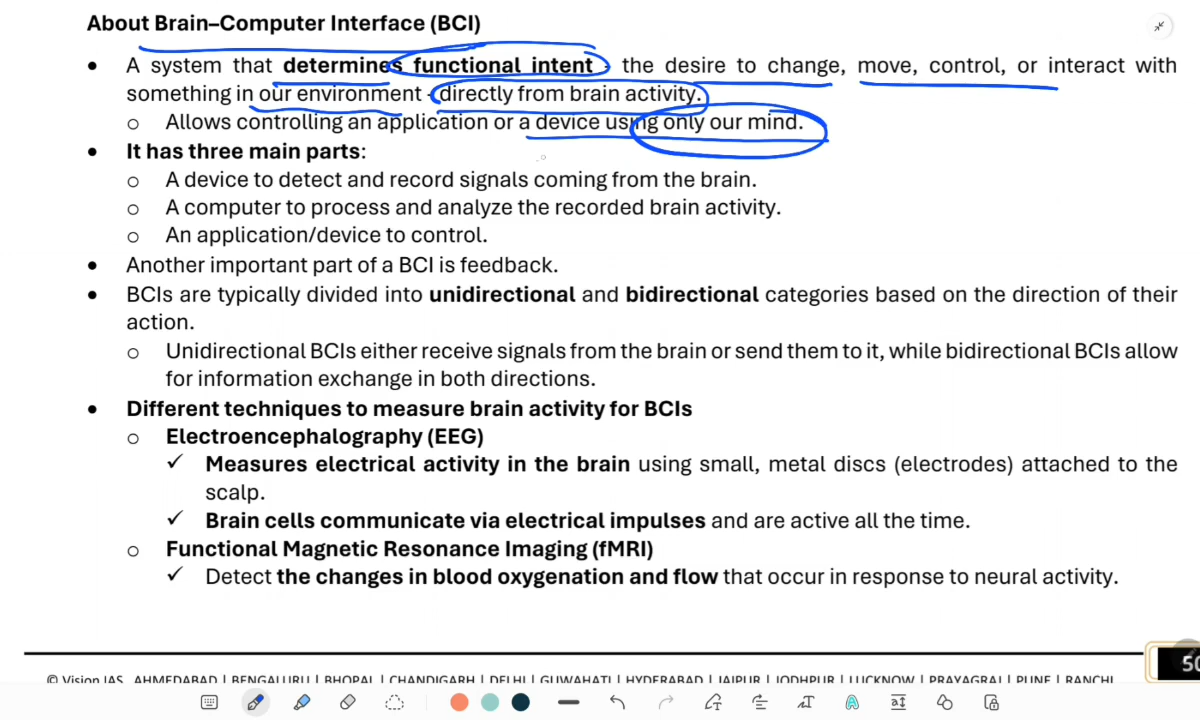 About Brain–Computer Interface (BCI)
• A system that determines functional intent - the desire to change, move, control, or interact with
something in our environment - directly from brain activity.
o Allows controlling an application or a device using only our mind.
• It has three main parts:
o A device to detect and record signals coming from the brain.
o A computer to process and analyze the recorded brain activity.
o An application/device to control.
• Another important part of a BCI is feedback.
• BCIs are typically divided into unidirectional and bidirectional categories based on the direction of their
action.
o Unidirectional BCIs either receive signals from the brain or send them to it, while bidirectional BCIs allow
for information exchange in both directions.
• Different techniques to measure brain activity for BCIs
o Electroencephalography (EEG)
✓ Measures electrical activity in the brain using small, metal discs (electrodes) attached to the
scalp.
✓ Brain cells communicate via electrical impulses and are active all the time.
o Functional Magnetic Resonance Imaging (fMRI)
✓ Detect the changes in blood oxygenation and flow that occur in response to neural activity.
50
© Vision IAS AHMEDABAD | BENGALURU | BHOPAL | CHANDIGARH | DELHI | GUWAHATI | HYDERABAD | JAIPUR | JODHPUR | LUCKNOW | PRAYAGRAJ | PUNE | RANCHI